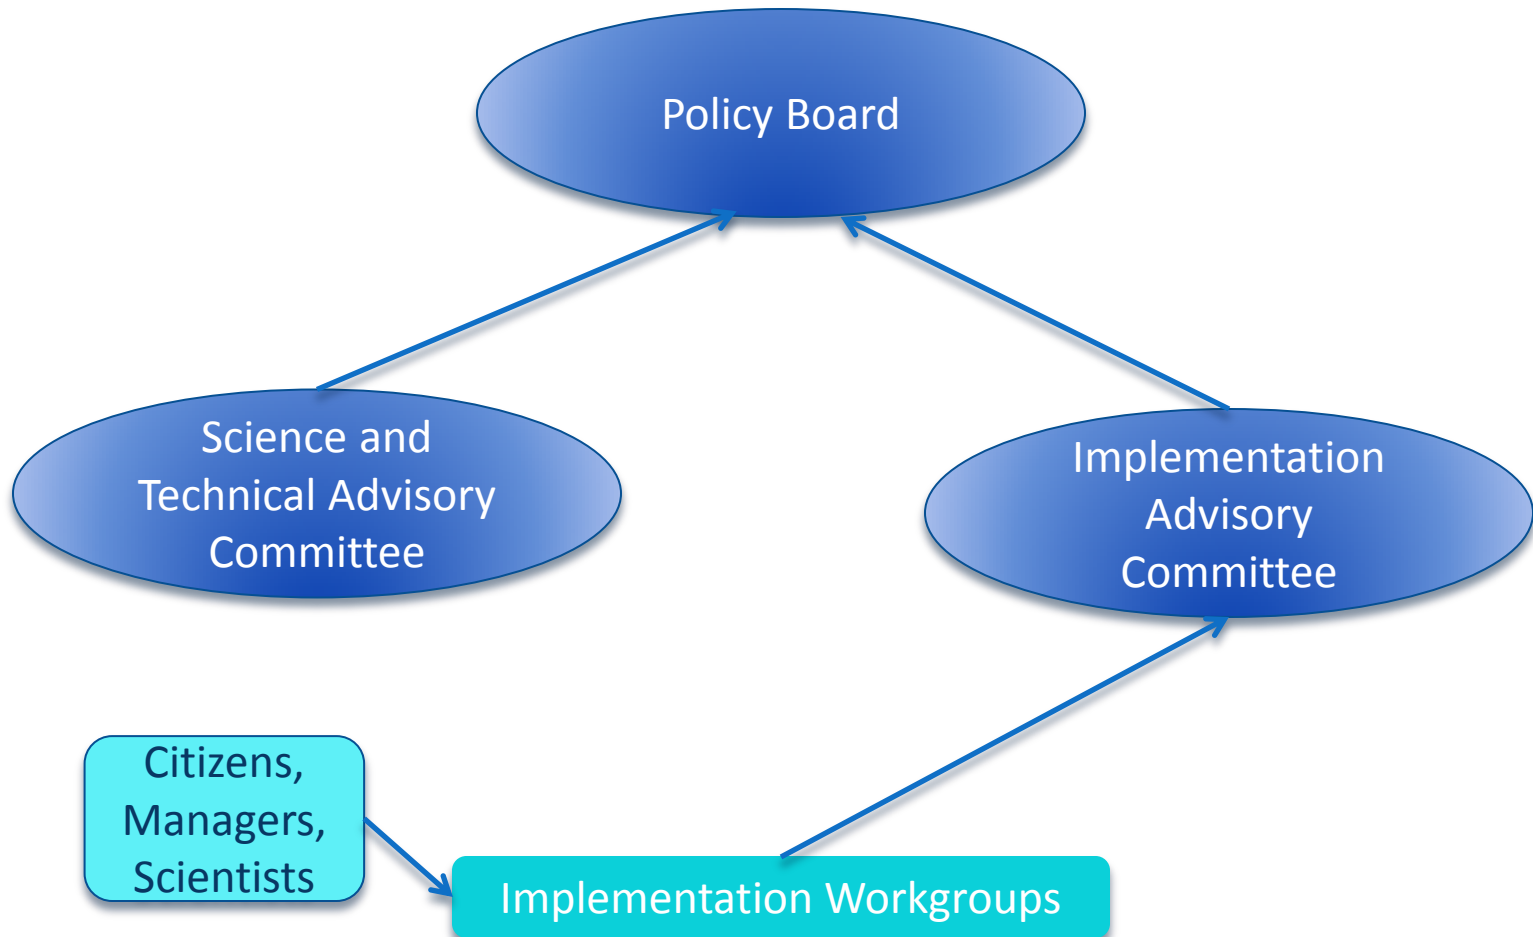 Policy Board
Science and
Technical Advisory
Committee
Implementation
Advisory
Committee
Citizens,
Managers,
Scientists
Implementation Workgroups